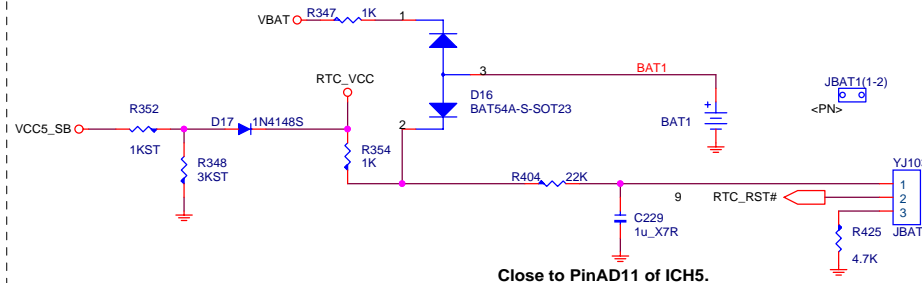 VBAT
R347
1K
1
RTC_VCC
3
BAT1
JBAT1(1-2)
<PN>
D16
BAT54A-S-SOT23
R352
D17
1N4148S
2
BAT1
VCC5_SB
1KST
R348
3KST
R354
1K
R404
22K
YJ103
9
RTC_RST#
1
2
3
C229
1u_X7R
R425
JBAT
4.7K
Close to PinAD11 of ICH5.